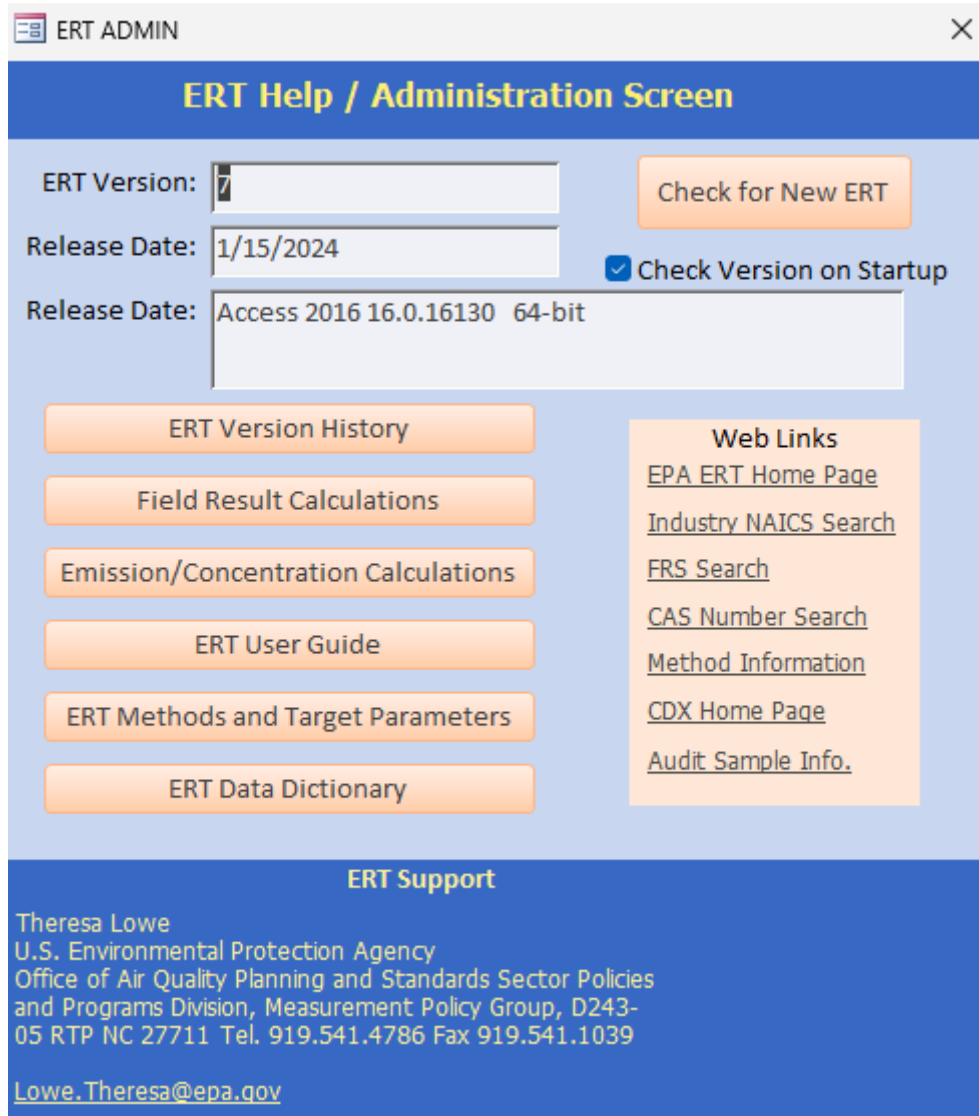 ERT ADMIN
ERT Help / Administration Screen
ERT Version: 7
Check for New ERT
Release Date: 1/15/2024
Check Version on Startup
Release Date: Access 2016 16.0.16130 64-bit
ERT Version History
Field Result Calculations
Emission/Concentration Calculations
ERT User Guide
ERT Methods and Target Parameters
ERT Data Dictionary
Web Links
EPA ERT Home Page
Industry NAICS Search
FRS Search
CAS Number Search
Method Information
CDX Home Page
Audit Sample Info.
ERT Support
Theresa Lowe
U.S. Environmental Protection Agency
Office of Air Quality Planning and Standards Sector Policies
and Programs Division, Measurement Policy Group, D243-
05 RTP NC 27711 Tel. 919.541.4786 Fax 919.541.1039
Lowe.Theresa@epa.gov